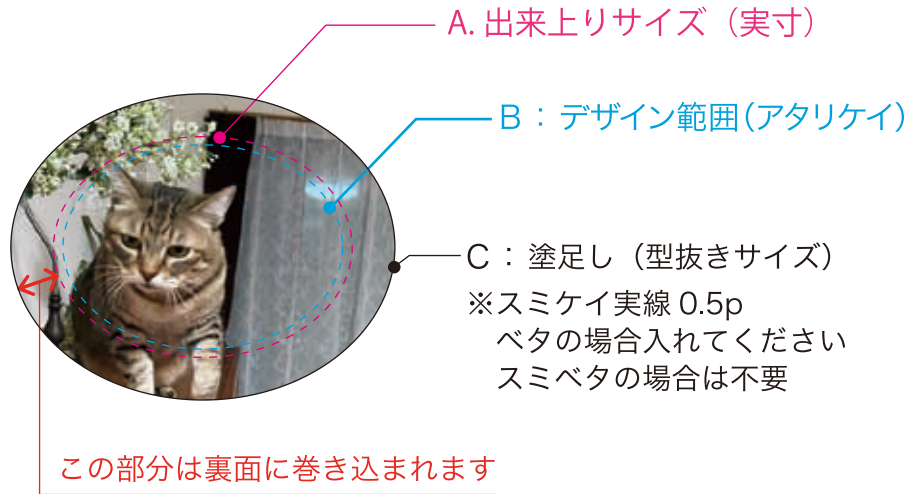 A. 出来上りサイズ（実寸）
B：デザイン範囲（アタリケイ）
C：塗足し（型抜きサイズ）
※スミケイ実線 0.5p
ベタの場合入れてください
スミベタの場合は不要
この部分は裏面に巻き込まれます